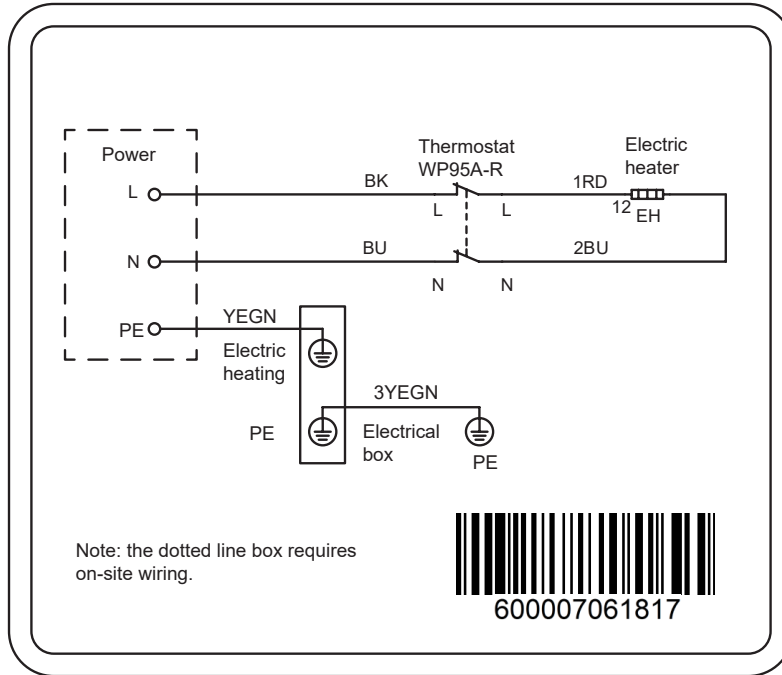 Power
Thermostat
WP95A-R
Electric
heater
L
BK
L
L
1RD
12
EH
N
BU
N
N
2BU
PE
YEGN
Electric
heating
3YEGN
PE
Electrical
box
PE
Note: the dotted line box requires
on-site wiring.
600007061817